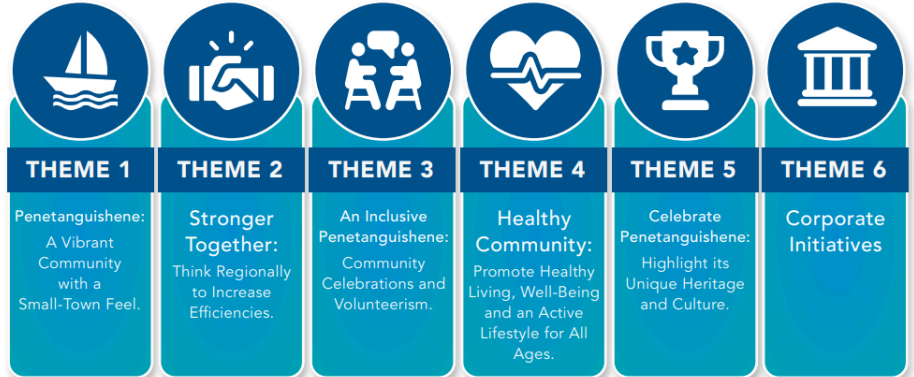 THEME 1
Penetanguishene:
A Vibrant
Community
with a
Small-Town Feel.
THEME 2
Stronger
Together:
Think Regionally
to Increase
Efficiencies.
THEME 3
An Inclusive
Penetanguishene:
Community
Celebrations and
Volunteerism.
THEME 4
Healthy
Community:
Promote Healthy
Living, Well-Being
and an Active
Lifestyle for All
Ages.
THEME 5
Celebrate
Penetanguishene:
Highlight its
Unique Heritage
and Culture.
THEME 6
Corporate
Initiatives